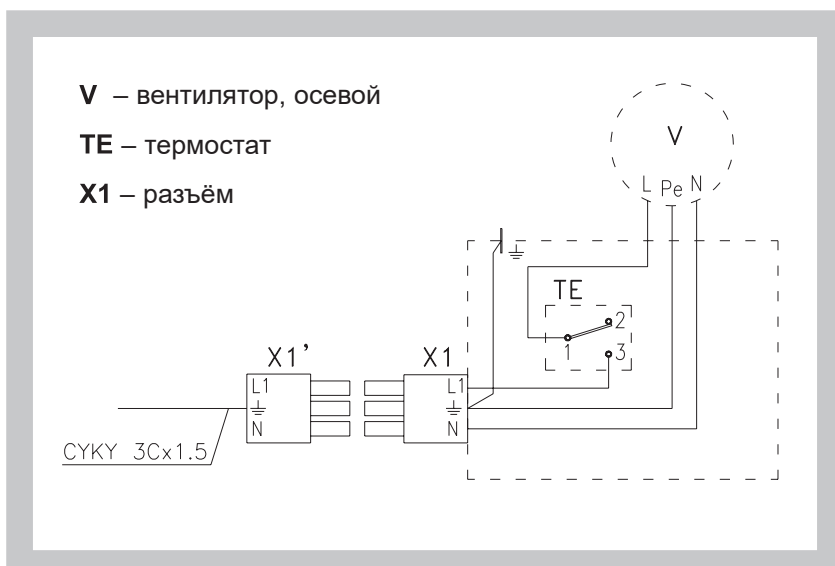 V – вентилятор, осевой
TE – термостат
X1 – разъём
V
L Pe N
TE
2
1
3
X1’ X1
L1 L1
N N
CYKY 3Cx1.5